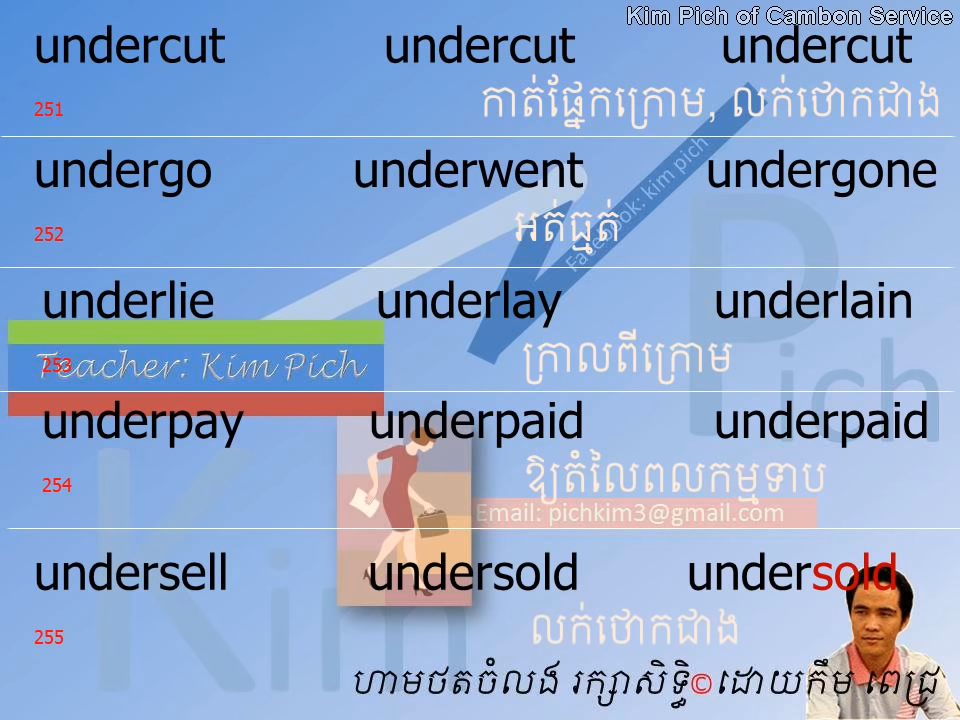 Kim Pich of Cambon Service
undercut undercut undercut
251 កាត់ផ្នែកក្រោម, លក់ថោកជាង
undergo underwent undergone
252 អត់ធ្មត់
Facebook: kim pich
underlie underlay underlain
253 ក្រាលពីក្រោម
Teacher: Kim Pich
underpay underpaid underpaid
254 ឱ្យតំលៃពលកម្មទាប
Email: pichkim3@gmail.com
undersell undersold undersold
255 លក់ថោកជាង
Kim Pich
ហាមថតចំលង រក្សាសិទ្ធិ©ដោយកឹម ពេជ្រ